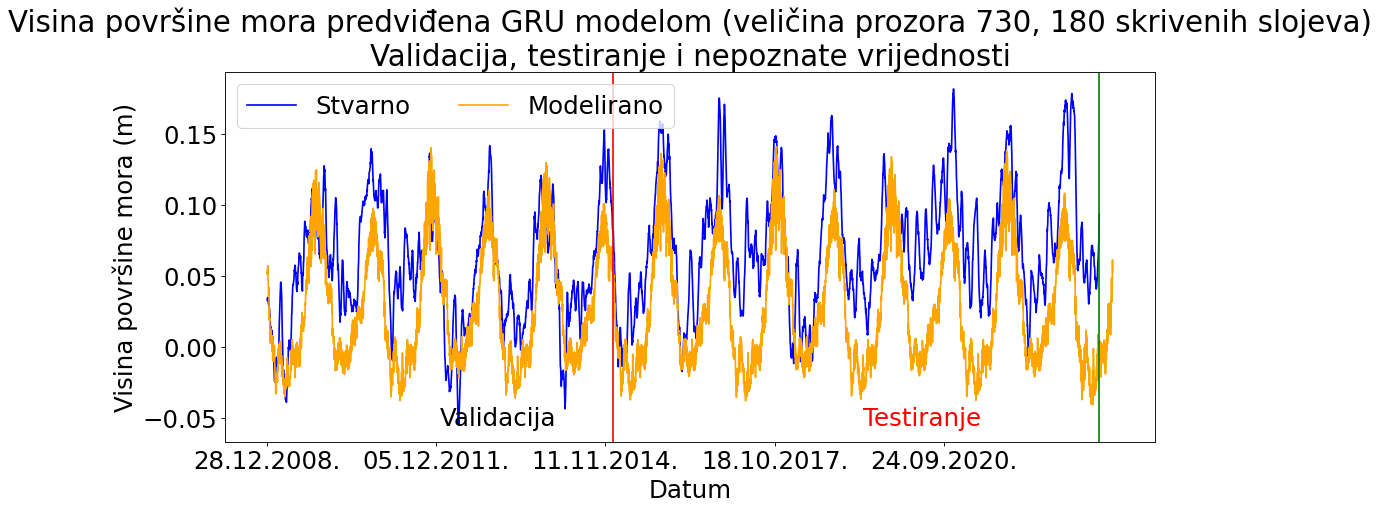 Visina površine mora predviđena GRU modelom (veličina prozora 730, 180 skrivenih slojeva)
Validacija, testiranje i nepoznate vrijednosti
Stvarno
Modelirano
Visina površine mora (m)
0.15
0.10
0.05
0.00
−0.05
Validacija
Testiranje
28.12.2008.
05.12.2011.
11.11.2014.
18.10.2017.
24.09.2020.
Datum